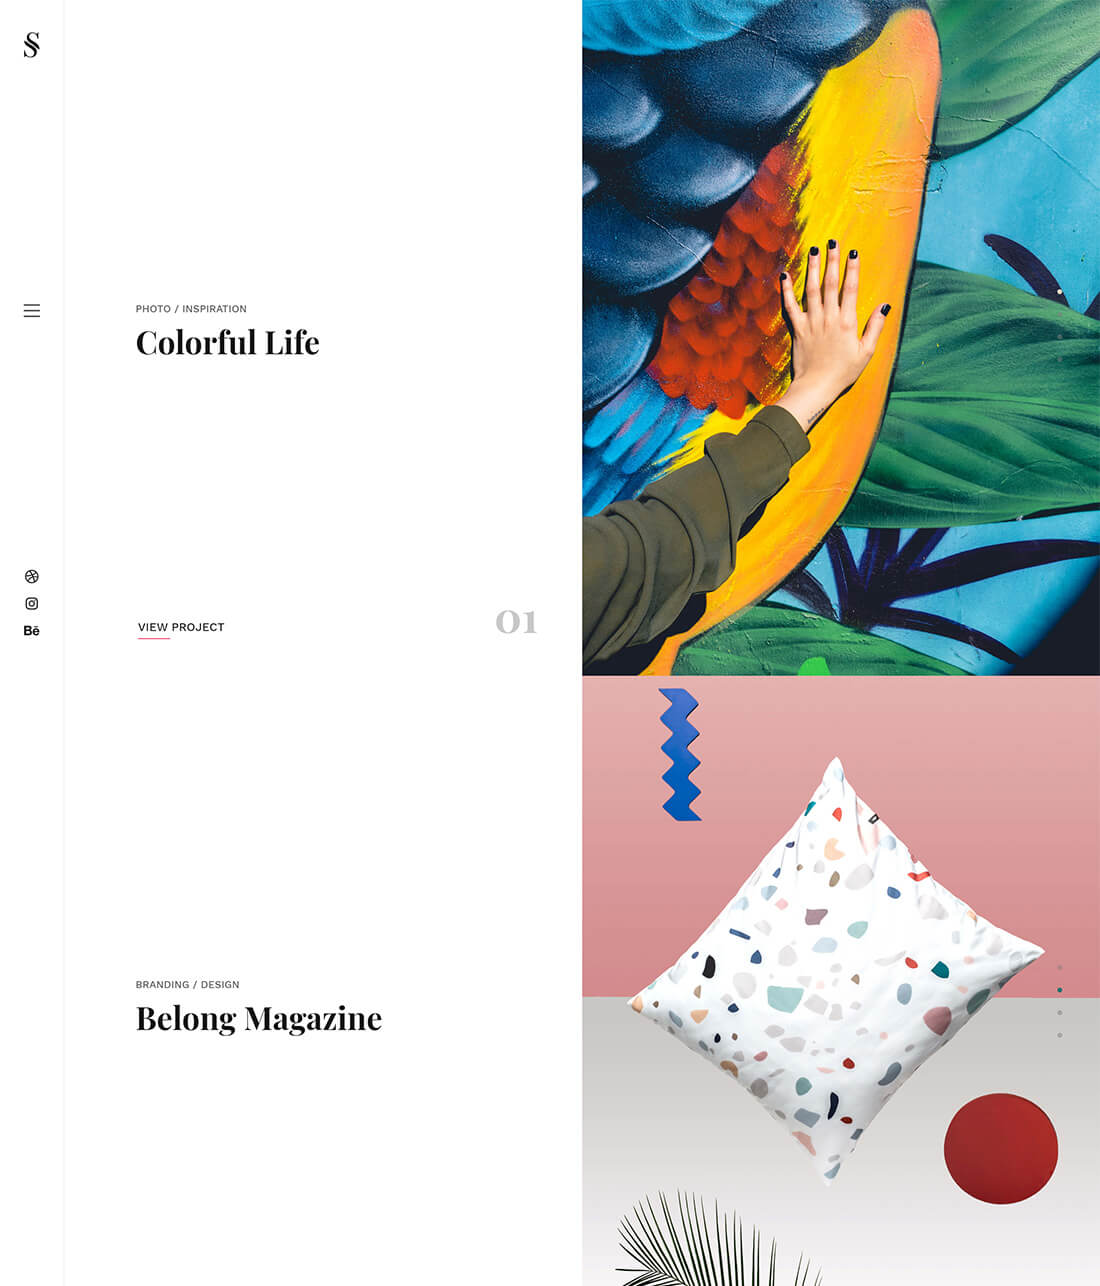 PHOTO / INSPIRATION
Colorful Life
VIEW PROJECT
01
Bē
BRANDING / DESIGN
Belong Magazine